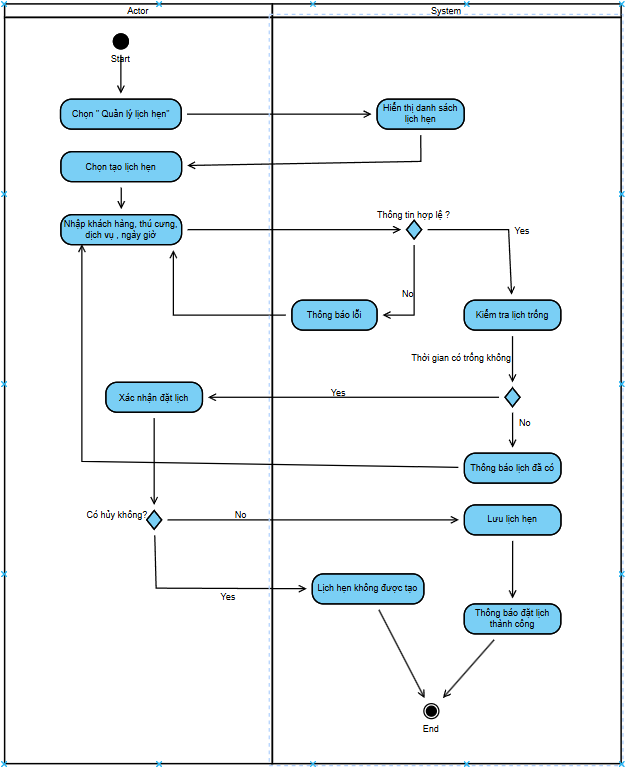 Actor
System
Start
Chọn " Quản lý lịch hẹn"
Hiển thị danh sách
lịch hẹn
Chọn tạo lịch hẹn
Nhập khách hàng, thú cưng,
dịch vụ , ngày giờ
Thông tin hợp lệ ?
Yes
No
Thông báo lỗi
Kiểm tra lịch trống
Thời gian có trống không
Yes
Xác nhận đặt lịch
No
Thông báo lịch đã có
Có hủy không?
No
Lưu lịch hẹn
Yes
Lịch hẹn không được tạo
Thông báo đặt lịch
thành công
End